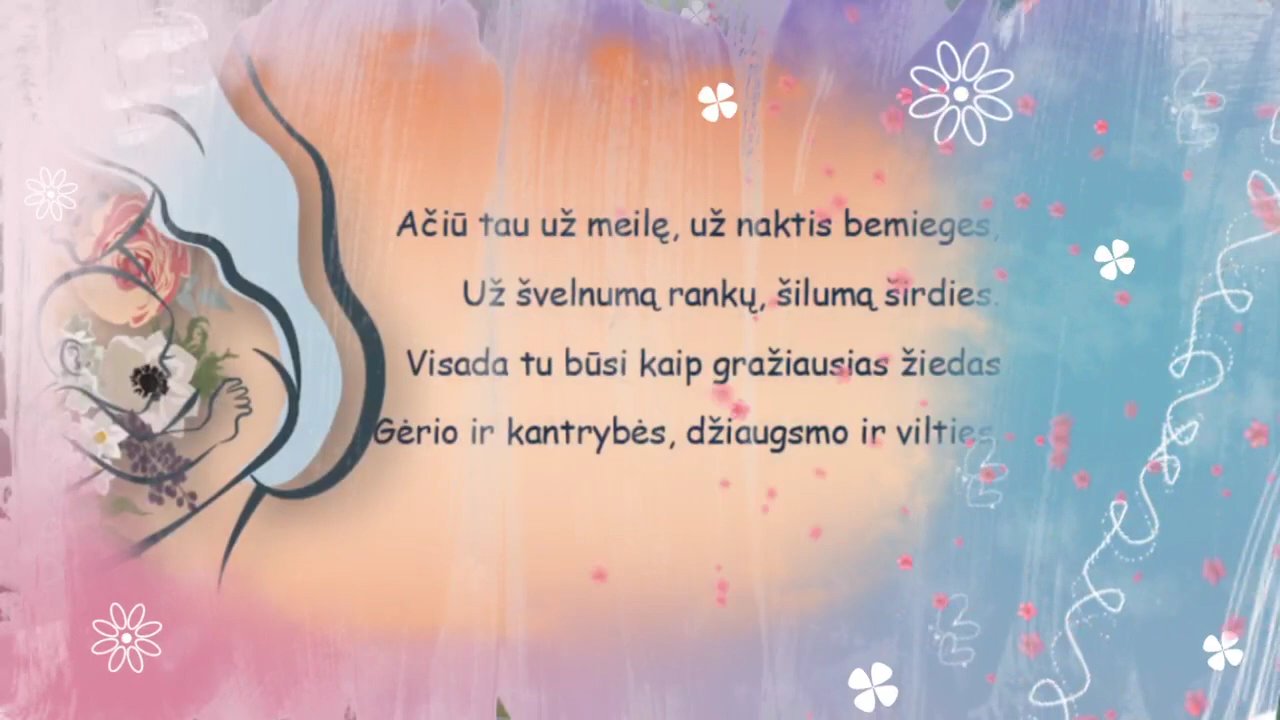 Ačiū tau už meilę, už naktis bemieges,
Už švelnumą rankų, šilumą širdies.
Visada tu būsi kaip gražiausias žiedas
Gėrio ir kantrybės, džiaugsmo ir vilties.